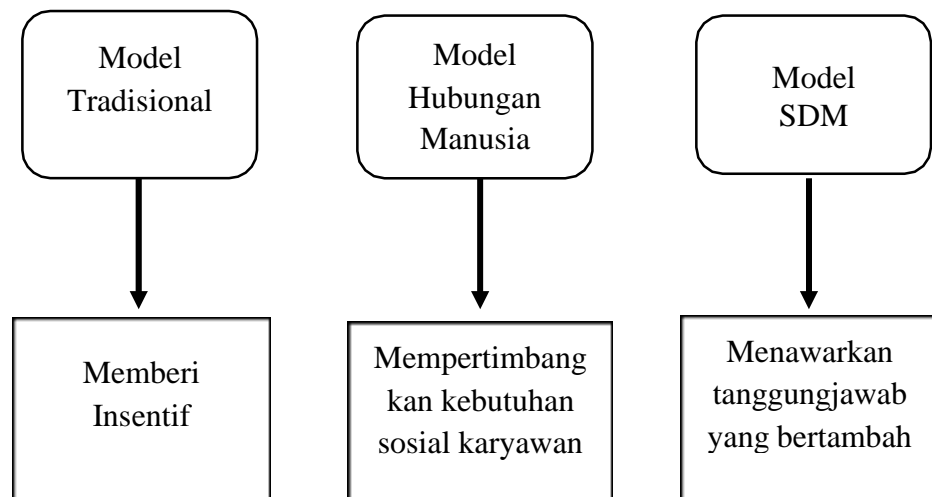 Model
Tradisional
Model
Hubungan
Manusia
Model
SDM
Memberi
Insentif
Mempertimbang
kan kebutuhan
sosial karyawan
Menawarkan
tanggungjawab
yang bertambah